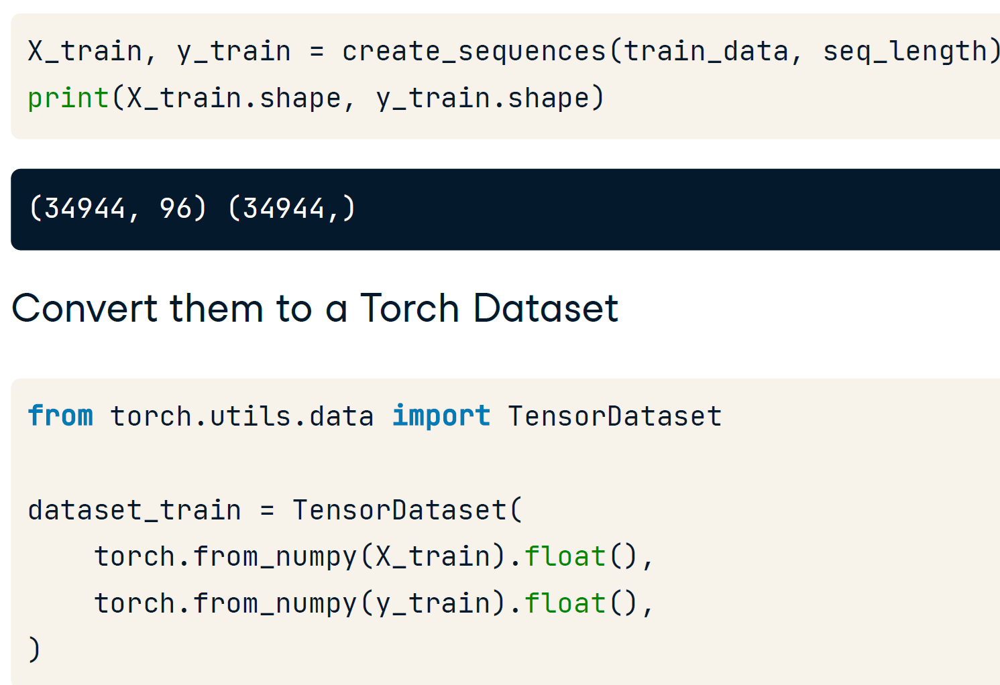 X_train, y_train = create_sequences(train_data, seq_length)
print(X_train.shape, y_train.shape)
(34944, 96) (34944,)
Convert them to a Torch Dataset
from torch.utils.data import TensorDataset
dataset_train = TensorDataset(
    torch.from_numpy(X_train).float(),
    torch.from_numpy(y_train).float(),
)